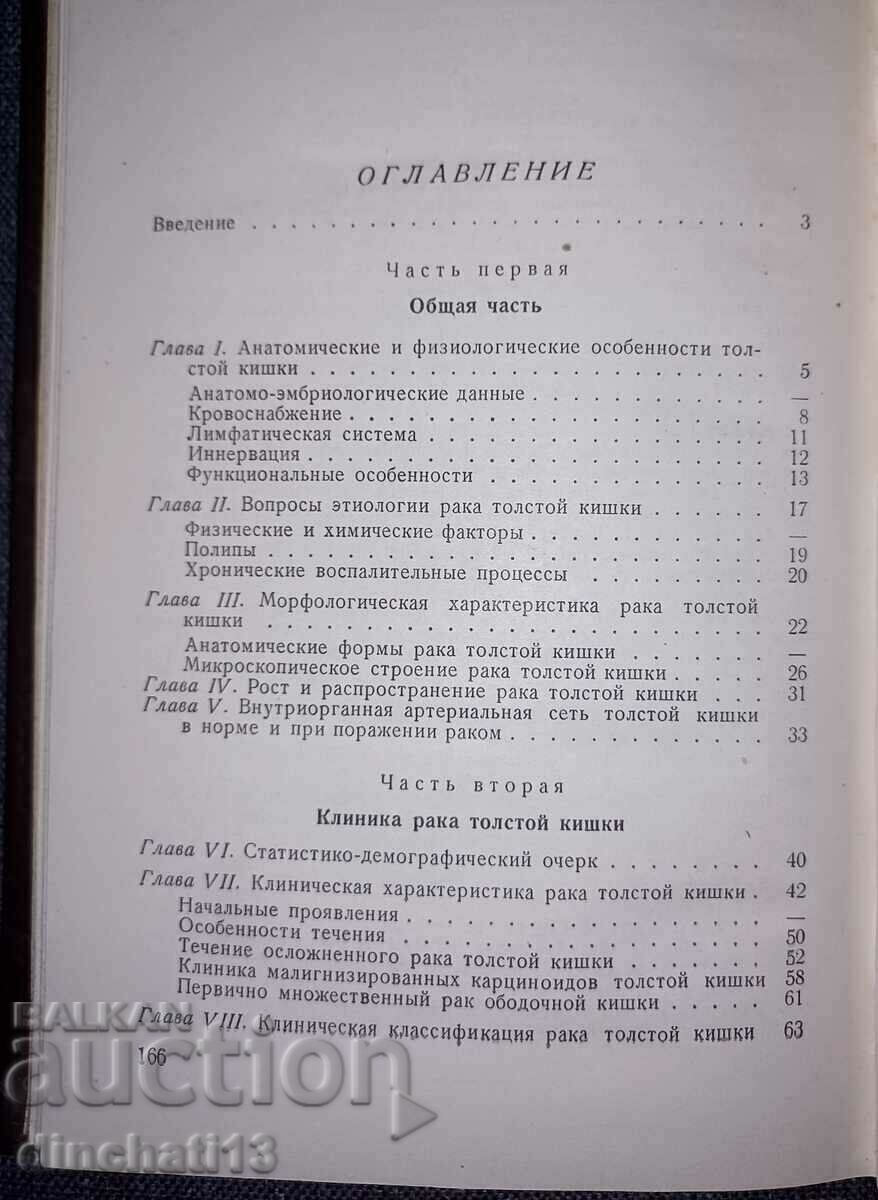 ОГЛАВЛЕНИЕ
Введение . . . . . . . . . . . . . . . . . . . . . . . . . . 3
Часть первая
Общая часть
Глава I. Анатомические и физиологические особенности тол-
стой кишки . . . . . . . . . . . . . . . . . . . . . . . 5
Анатомо-эмбриологические данные . . . . . . . . . . . —
Кровоснабжение . . . . . . . . . . . . . . . . . . . . 8
Лимфатическая система . . . . . . . . . . . . . . . . 11
Иннервация . . . . . . . . . . . . . . . . . . . . . . 12
Функциональные особенности . . . . . . . . . . . . . 13
Глава II. Вопросы этиологии рака толстой кишки . . . . . . 17
Физические и химические факторы . . . . . . . . . . . —
Полипы . . . . . . . . . . . . . . . . . . . . . . . . 19
Хронические воспалительные процессы . . . . . . . . . 20
Глава III. Морфологическая характеристика рака толстой
кишки . . . . . . . . . . . . . . . . . . . . . . . . 22
Анатомические формы рака толстой кишки . . . . . . . —
Микроскопическое строение рака толстой кишки . . . . . 26
Глава IV. Рост и распространение рака толстой кишки . . . 31
Глава V. Внутриорганная артериальная сеть толстой кишки
в норме и при поражении раком . . . . . . . . . . . . . 33
Часть вторая
Клиника рака толстой кишки
Глава VI. Статистико-демографический очерк . . . . . . . . 40
Глава VII. Клиническая характеристика рака толстой кишки . 42
Начальные проявления . . . . . . . . . . . . . . . . . —
Особенности течения . . . . . . . . . . . . . . . . . 50
Течение осложненного рака толстой кишки . . . . . . . 52
Клиника малигнизированных карциноидов толстой кишки 58
Первично множественный рак ободочной кишки . . . . . 61
Глава VIII. Клиническая классификация рака толстой кишки 63
166
BALKAN
auction
dinchati13